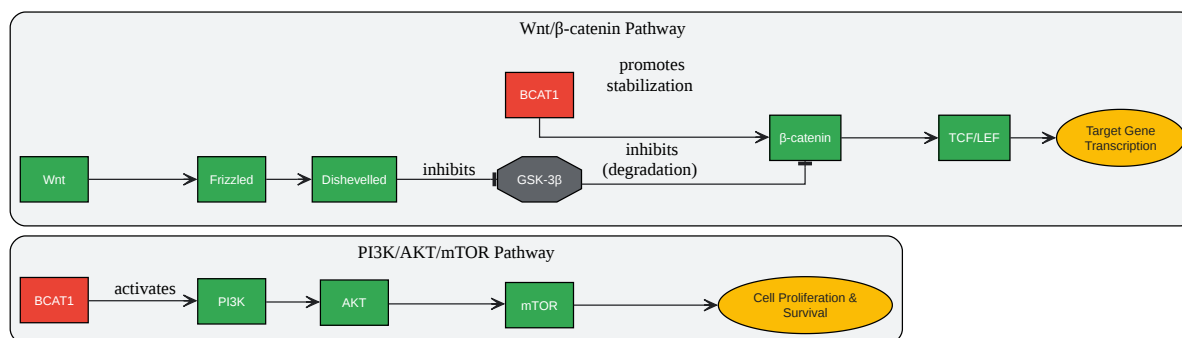 Wnt/β-catenin Pathway
BCAT1
promotes
stabilization
β-catenin
TCF/LEF
Target Gene
Transcription
Wnt
Frizzled
Dishevelled
inhibits
GSK-3β
inhibits
(degradation)
PI3K/AKT/mTOR Pathway
BCAT1
activates
PI3K
AKT
mTOR
Cell Proliferation &
Survival